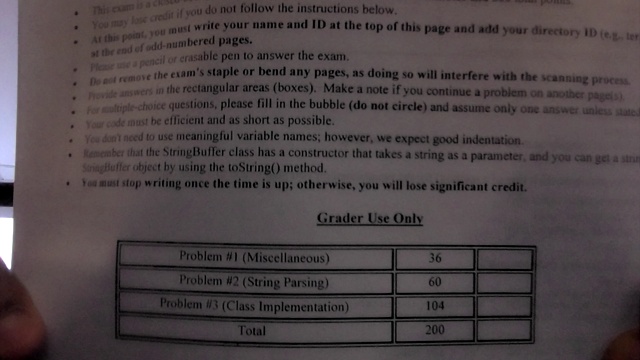 This exam is a closed
points.
You may lose credit if you do not follow the instructions below.
At this point, you must write your name and ID at the top of this page and add your directory ID (e.g., ter
at the end of odd-numbered pages.
Please use a pencil or erasable pen to answer the exam.
Do not remove the exam's staple or bend any pages, as doing so will interfere with the scanning process.
Provide answers in the rectangular areas (boxes). Make a note if you continue a problem on another page(s).
For multiple-choice questions, please fill in the bubble (do not circle) and assume only one answer unless stated
Your code must be efficient and as short as possible.
You don't need to use meaningful variable names; however, we expect good indentation.
Remember that the StringBuffer class has a constructor that takes a string as a parameter, and you can get a strin
StringBuffer object by using the toString() method.
You must stop writing once the time is up; otherwise, you will lose significant credit.
Grader Use Only
Problem #1 (Miscellaneous) 36
Problem #2 (String Parsing) 60
Problem #3 (Class Implementation) 104
Total 200